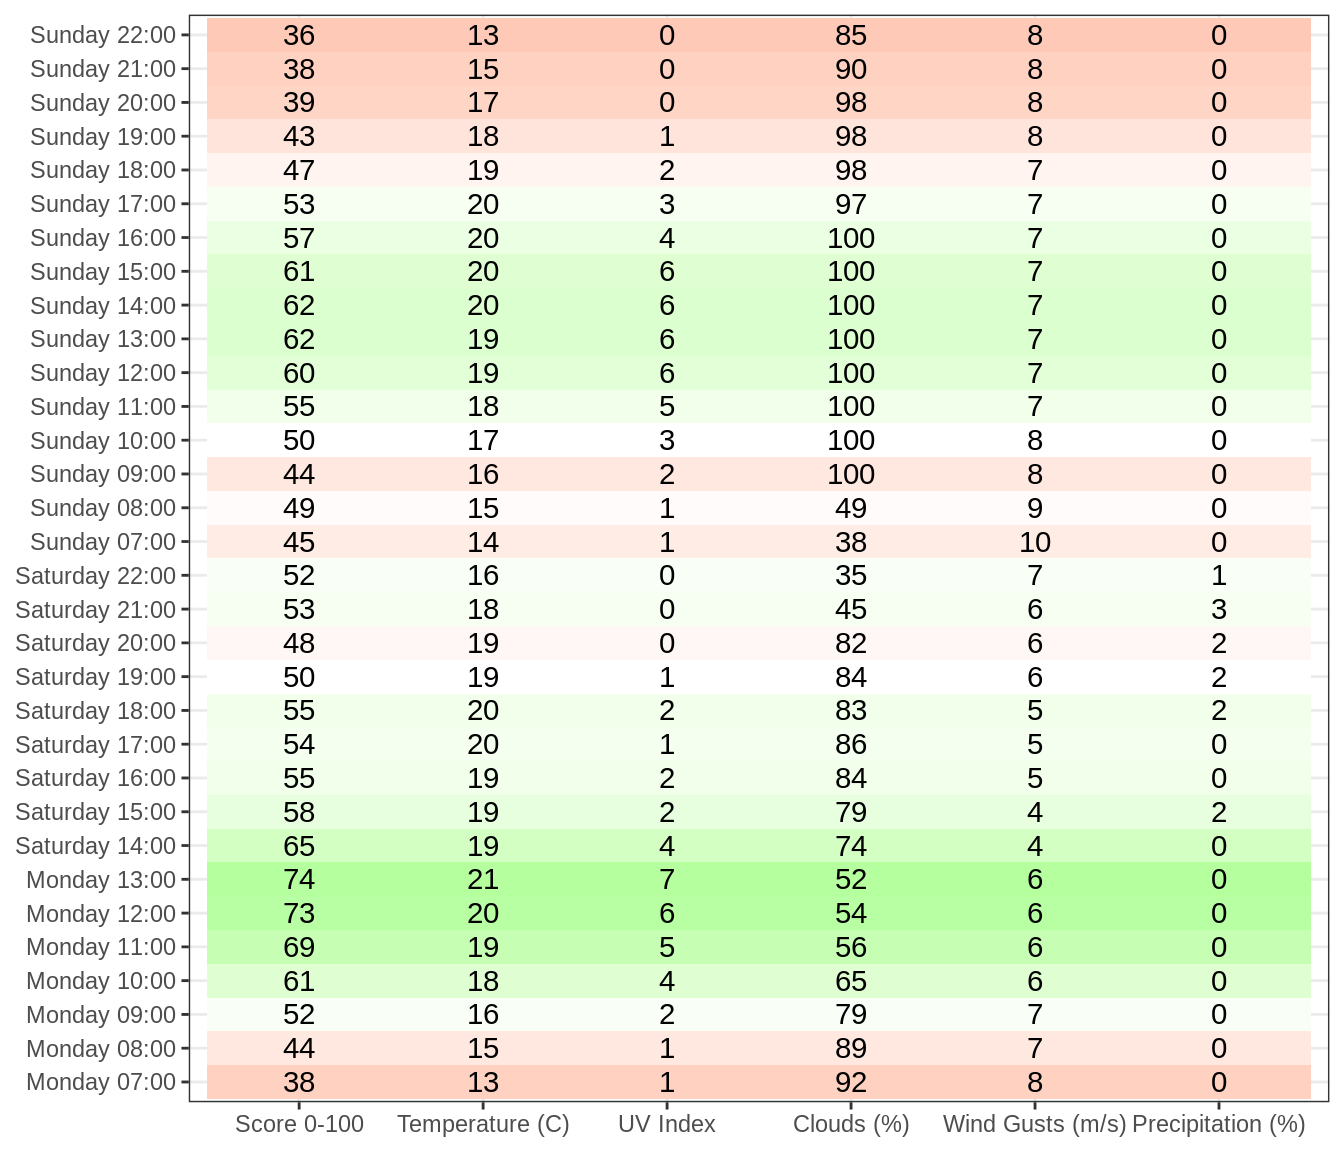 Sunday 22:00 36 13 0 85 8 0
Sunday 21:00 38 15 0 90 8 0
Sunday 20:00 39 17 0 98 8 0
Sunday 19:00 43 18 1 98 8 0
Sunday 18:00 47 19 2 98 7 0
Sunday 17:00 53 20 3 97 7 0
Sunday 16:00 57 20 4 100 7 0
Sunday 15:00 61 20 6 100 7 0
Sunday 14:00 62 20 6 100 7 0
Sunday 13:00 62 19 6 100 7 0
Sunday 12:00 60 19 6 100 7 0
Sunday 11:00 55 18 5 100 7 0
Sunday 10:00 50 17 3 100 8 0
Sunday 09:00 44 16 2 100 8 0
Sunday 08:00 49 15 1 49 9 0
Sunday 07:00 45 14 1 38 10 0
Saturday 22:00 52 16 0 35 7 1
Saturday 21:00 53 18 0 45 6 3
Saturday 20:00 48 19 0 82 6 2
Saturday 19:00 50 19 1 84 6 2
Saturday 18:00 55 20 2 83 5 2
Saturday 17:00 54 20 1 86 5 0
Saturday 16:00 55 19 2 84 5 0
Saturday 15:00 58 19 2 79 4 2
Saturday 14:00 65 19 4 74 4 0
Monday 13:00 74 21 7 52 6 0
Monday 12:00 73 20 6 54 6 0
Monday 11:00 69 19 5 56 6 0
Monday 10:00 61 18 4 65 6 0
Monday 09:00 52 16 2 79 7 0
Monday 08:00 44 15 1 89 7 0
Monday 07:00 38 13 1 92 8 0
Score 0-100 Temperature (C) UV Index Clouds (%) Wind Gusts (m/s) Precipitation (%)